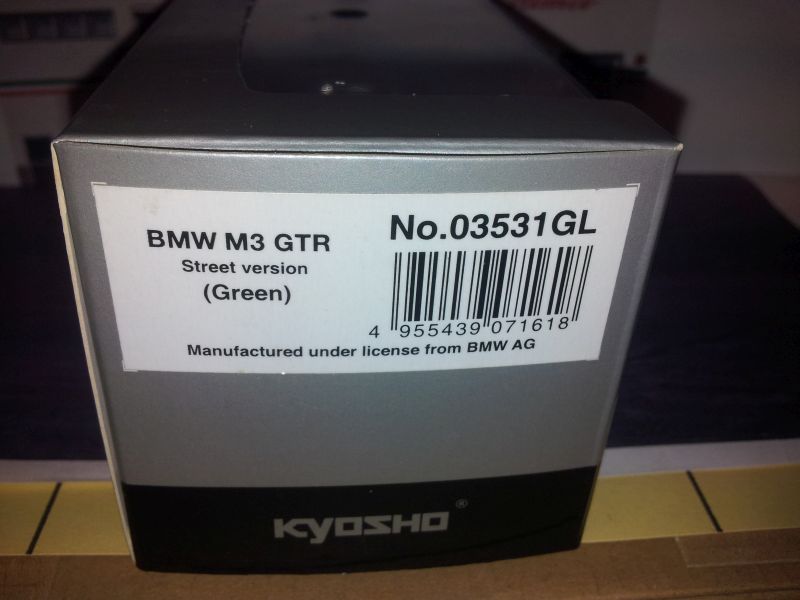 BMW M3 GTR
Street version
(Green)
No.03531GL
4 955439 071618
Manufactured under license from BMW AG
KYOSHO®